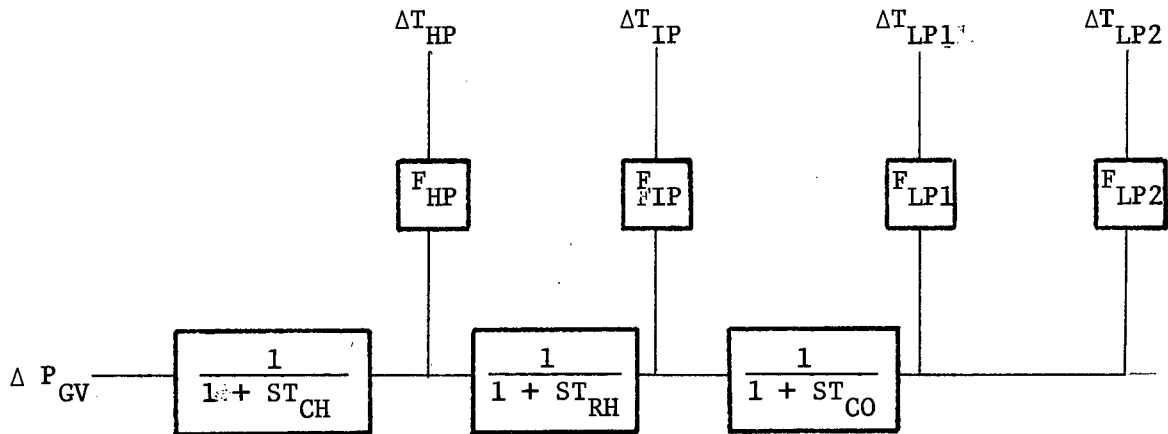 ΔT_HP ΔT_IP ΔT_LP1 ΔT_LP2
F_HP F_IP F_LP1 F_LP2
Δ P_GV
1
1 + ST_CH
1
1 + ST_RH
1
1 + ST_CO